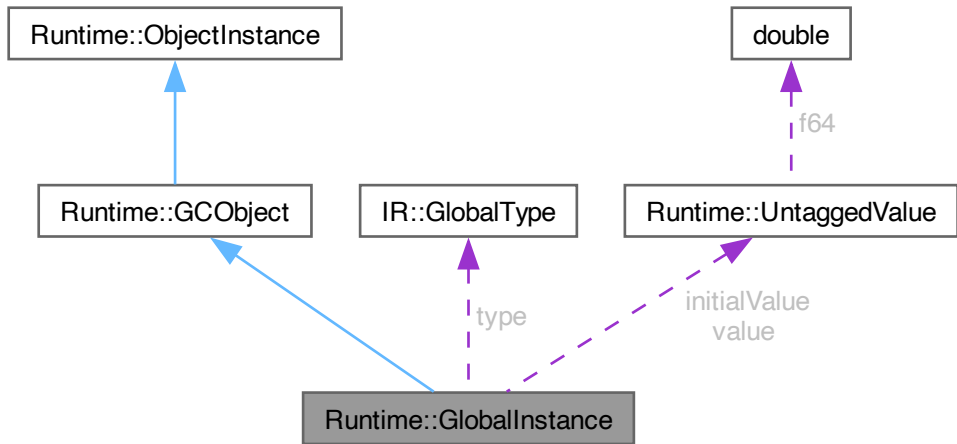 Runtime::ObjectInstance
double
f64
Runtime::GCObject
IR::GlobalType
Runtime::UntaggedValue
type
initialValue
value
Runtime::GlobalInstance